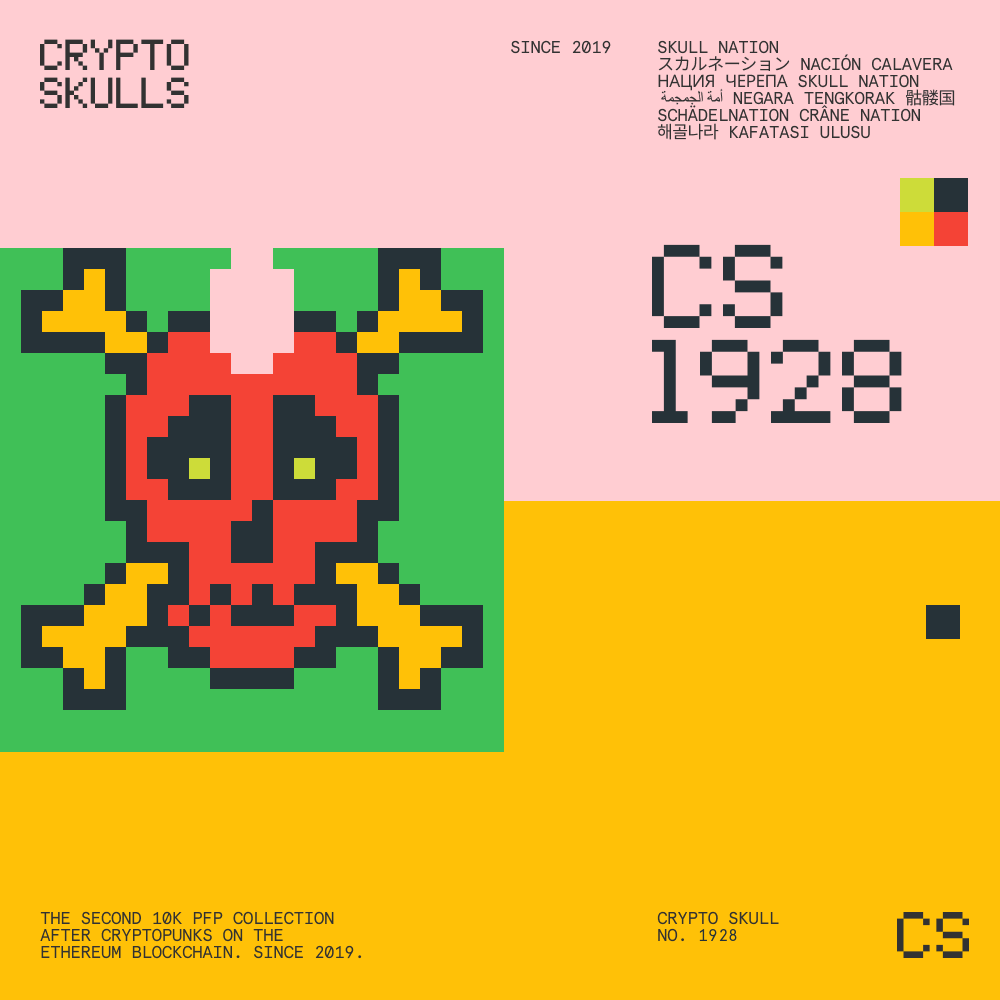 CRYPTO
SKULLS
SINCE 2019
SKULL NATION
スカルネーション NACIÓN CALAVERA
НАЦИЯ ЧЕРЕПА SKULL NATION
أمة الجمجمة NEGARA TENGKORAK 骷髅国
SCHÄDELNATION CRÂNE NATION
해골나라 KAFATASI ULUSU
CS
1928
THE SECOND 10K PFP COLLECTION
AFTER CRYPTOPUNKS ON THE
ETHEREUM BLOCKCHAIN. SINCE 2019.
CRYPTO SKULL
NO. 1928
CS